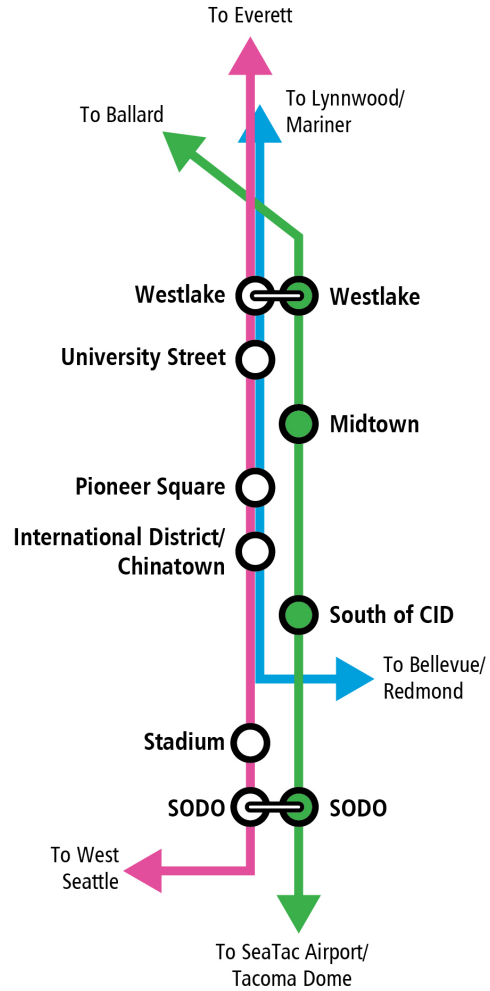 To Everett
To Lynnwood/
Mariner
To Ballard
Westlake
Westlake
University Street
Midtown
Pioneer Square
International District/
Chinatown
South of CID
To Bellevue/
Redmond
Stadium
SODO
SODO
To West
Seattle
To SeaTac Airport/
Tacoma Dome